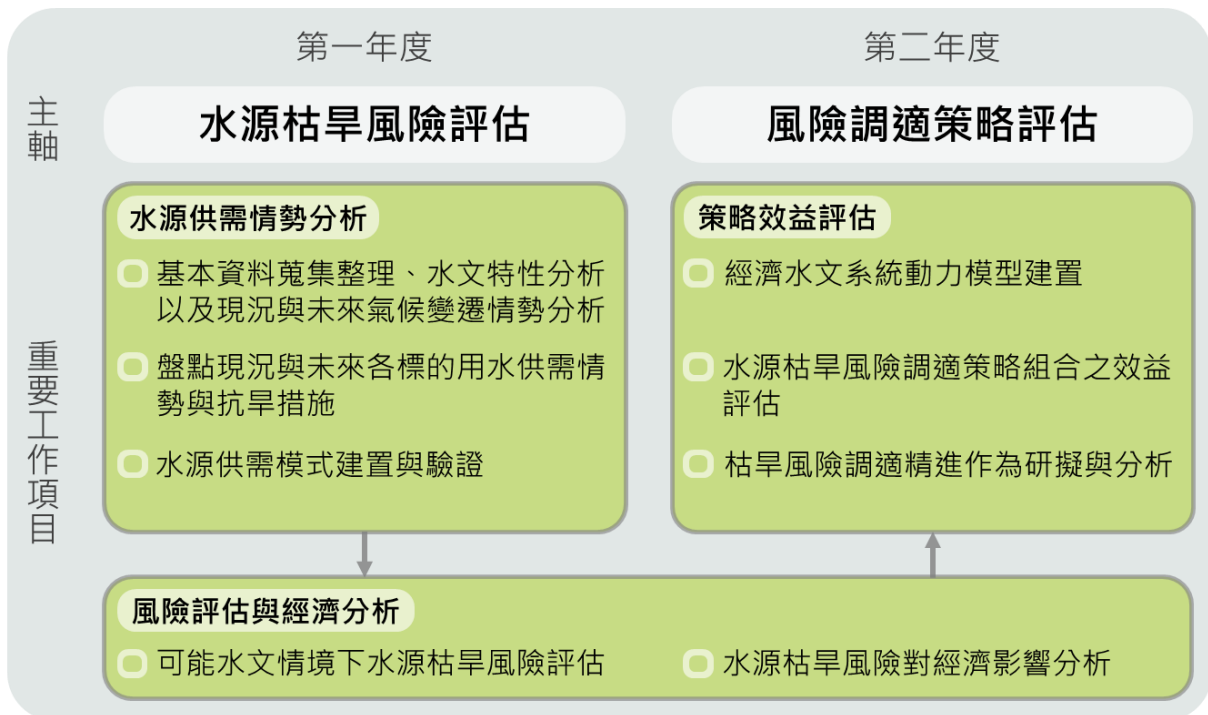 第一年度
第二年度
主軸
水源枯旱風險評估
風險調適策略評估
重要工作項目
水源供需情勢分析
基本資料蒐集整理、水文特性分析
以及現況與未來氣候變遷情勢分析
盤點現況與未來各標的用水供需情
勢與抗旱措施
水源供需模式建置與驗證
策略效益評估
經濟水文系統動力模型建置
水源枯旱風險調適策略組合之效益
評估
枯旱風險調適精進作為研擬與分析
風險評估與經濟分析
可能水文情境下水源枯旱風險評估
水源枯旱風險對經濟影響分析